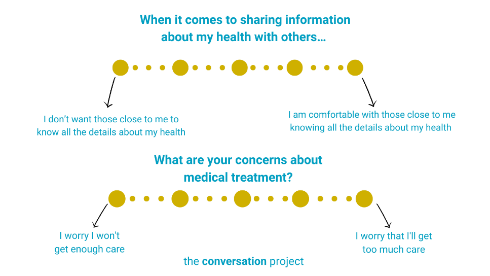 When it comes to sharing information
about my health with others…
I don't want those close to me to
know all the details about my health
I am comfortable with those close to me
knowing all the details about my health
What are your concerns about
medical treatment?
I worry I won't
get enough care
I worry that I'll get
too much care
the conversation project